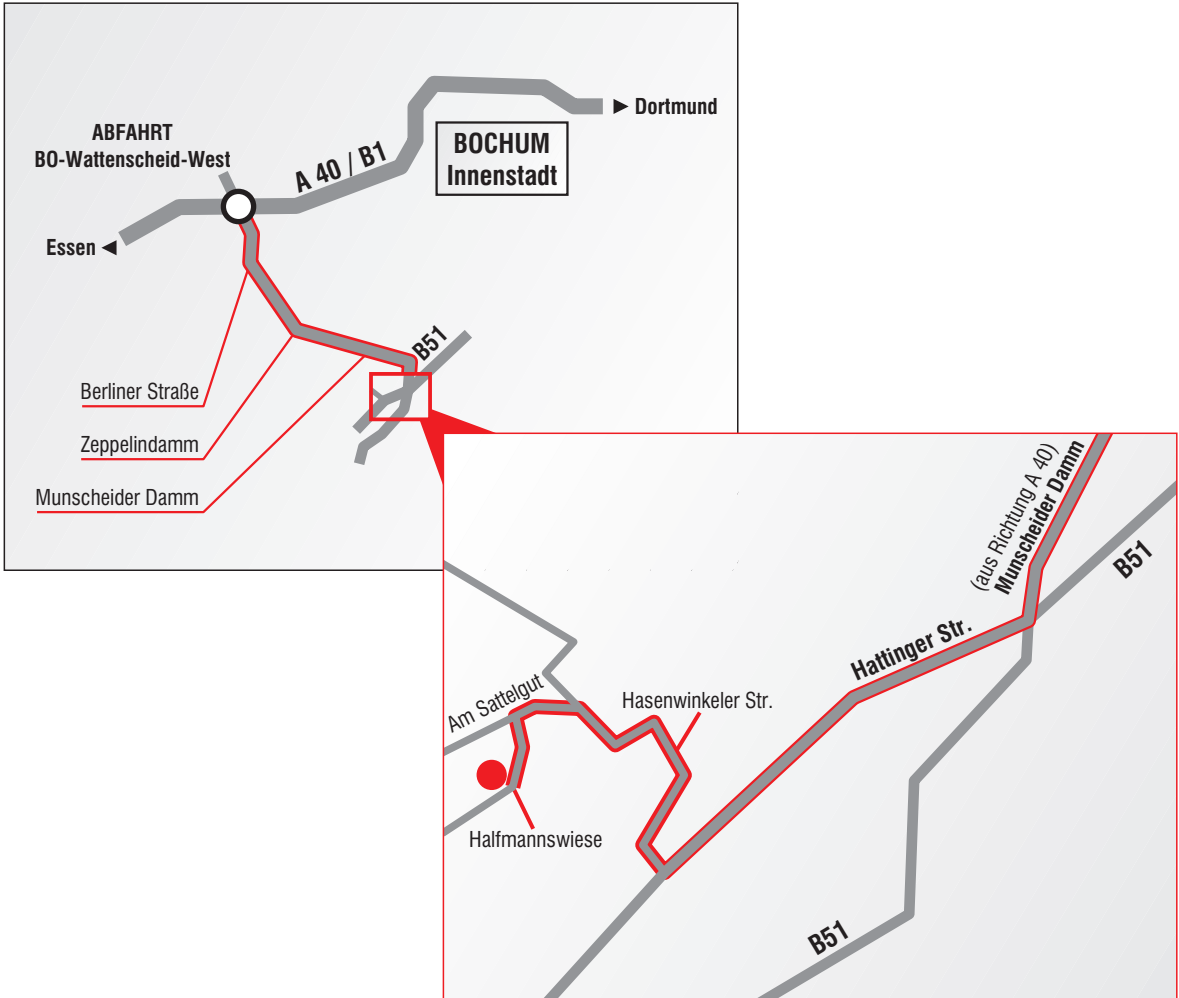 ABFAHRT
BO-Wattenscheid-West
A 40 / B1
► Dortmund
BOCHUM
Innenstadt
Essen ◄
B51
Berliner Straße
Zeppelindamm
Munscheider Damm
(aus Richtung A 40)
Munscheider Damm
B51
Hattinger Str.
Am Sattelgut
Hasenwinkeler Str.
Halfmannswiese
B51